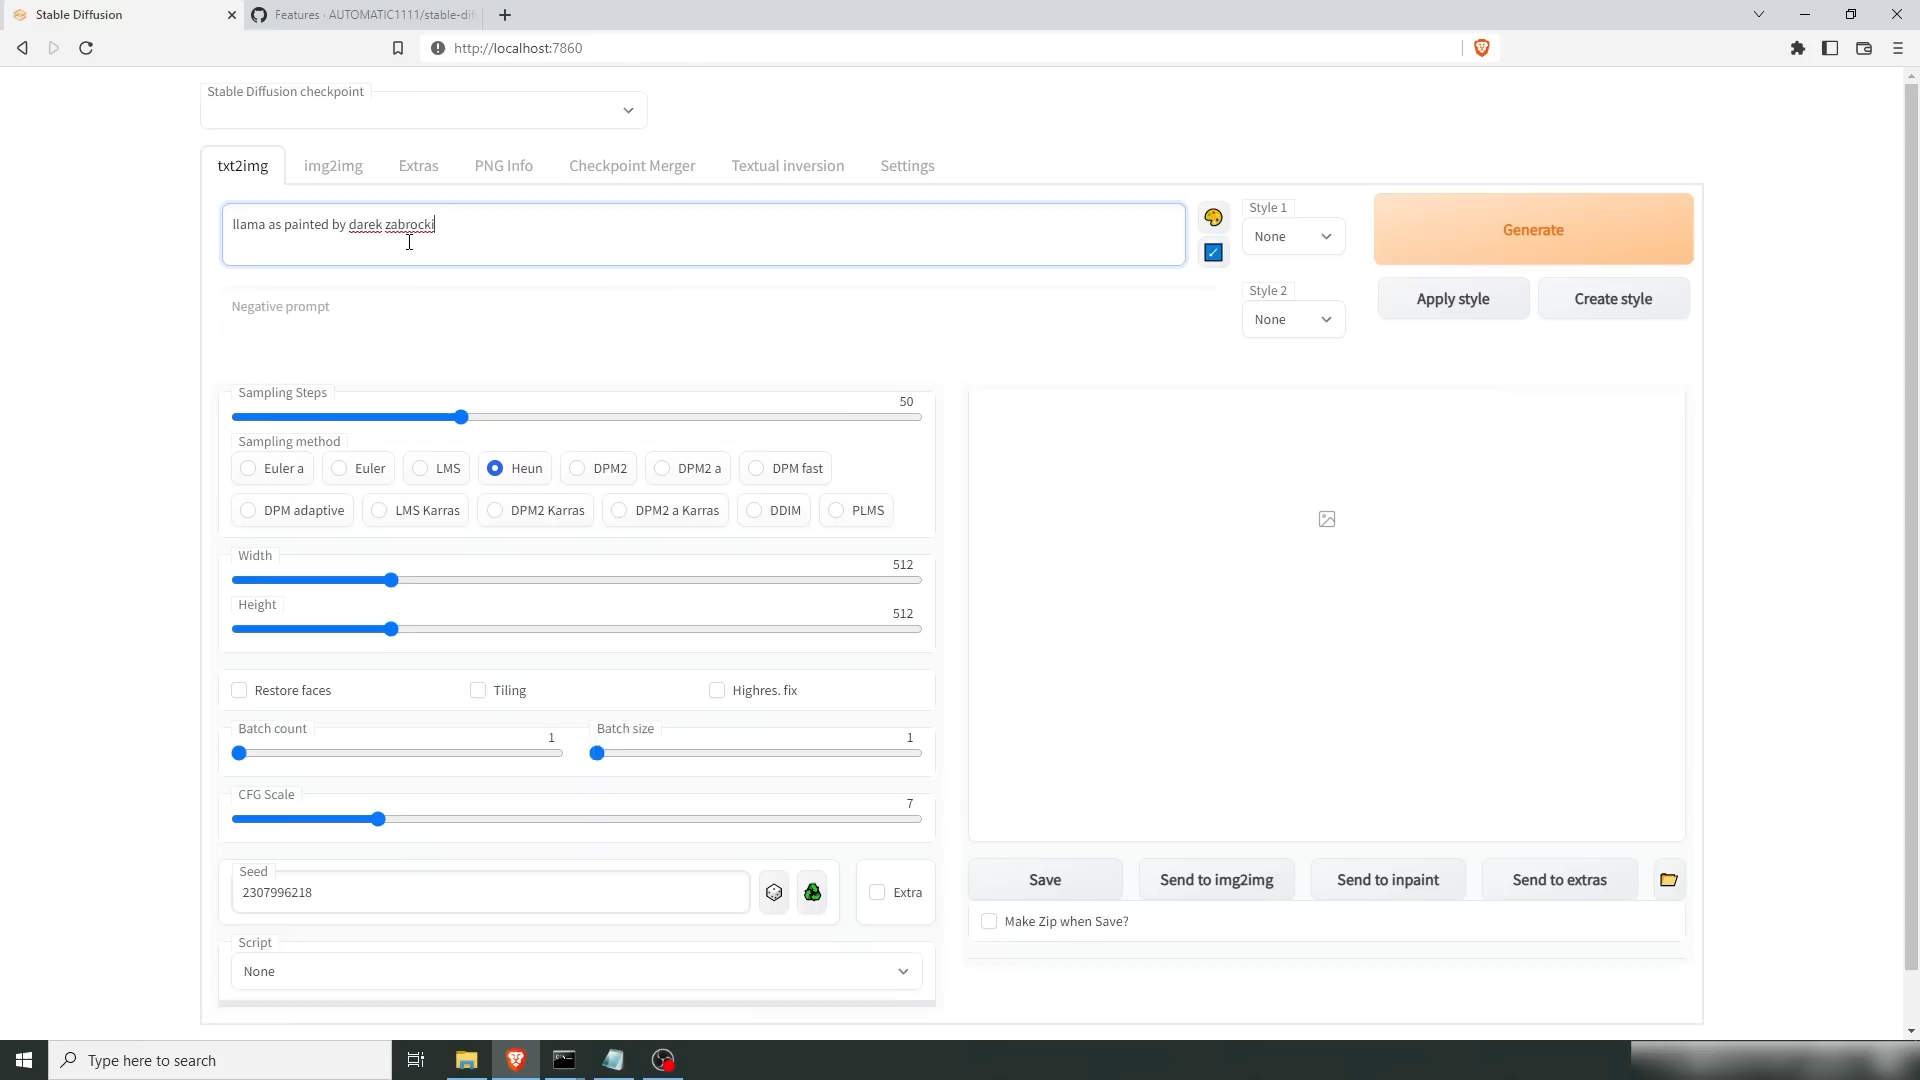 Stable Diffusion
Features · AUTOMATIC1111/stable-dif
http://localhost:7860
Stable Diffusion checkpoint
txt2img
img2img
Extras
PNG Info
Checkpoint Merger
Textual inversion
Settings
llama as painted by darek zabrocki
Style 1
None
Generate
Negative prompt
Style 2
None
Apply style
Create style
Sampling Steps
50
Sampling method
Euler a
Euler
LMS
Heun
DPM2
DPM2 a
DPM fast
DPM adaptive
LMS Karras
DPM2 Karras
DPM2 a Karras
DDIM
PLMS
Width
512
Height
512
Restore faces
Tiling
Highres. fix
Batch count
1
Batch size
1
CFG Scale
7
Seed
2307996218
Extra
Script
None
Save
Send to img2img
Send to inpaint
Send to extras
Make Zip when Save?
Type here to search